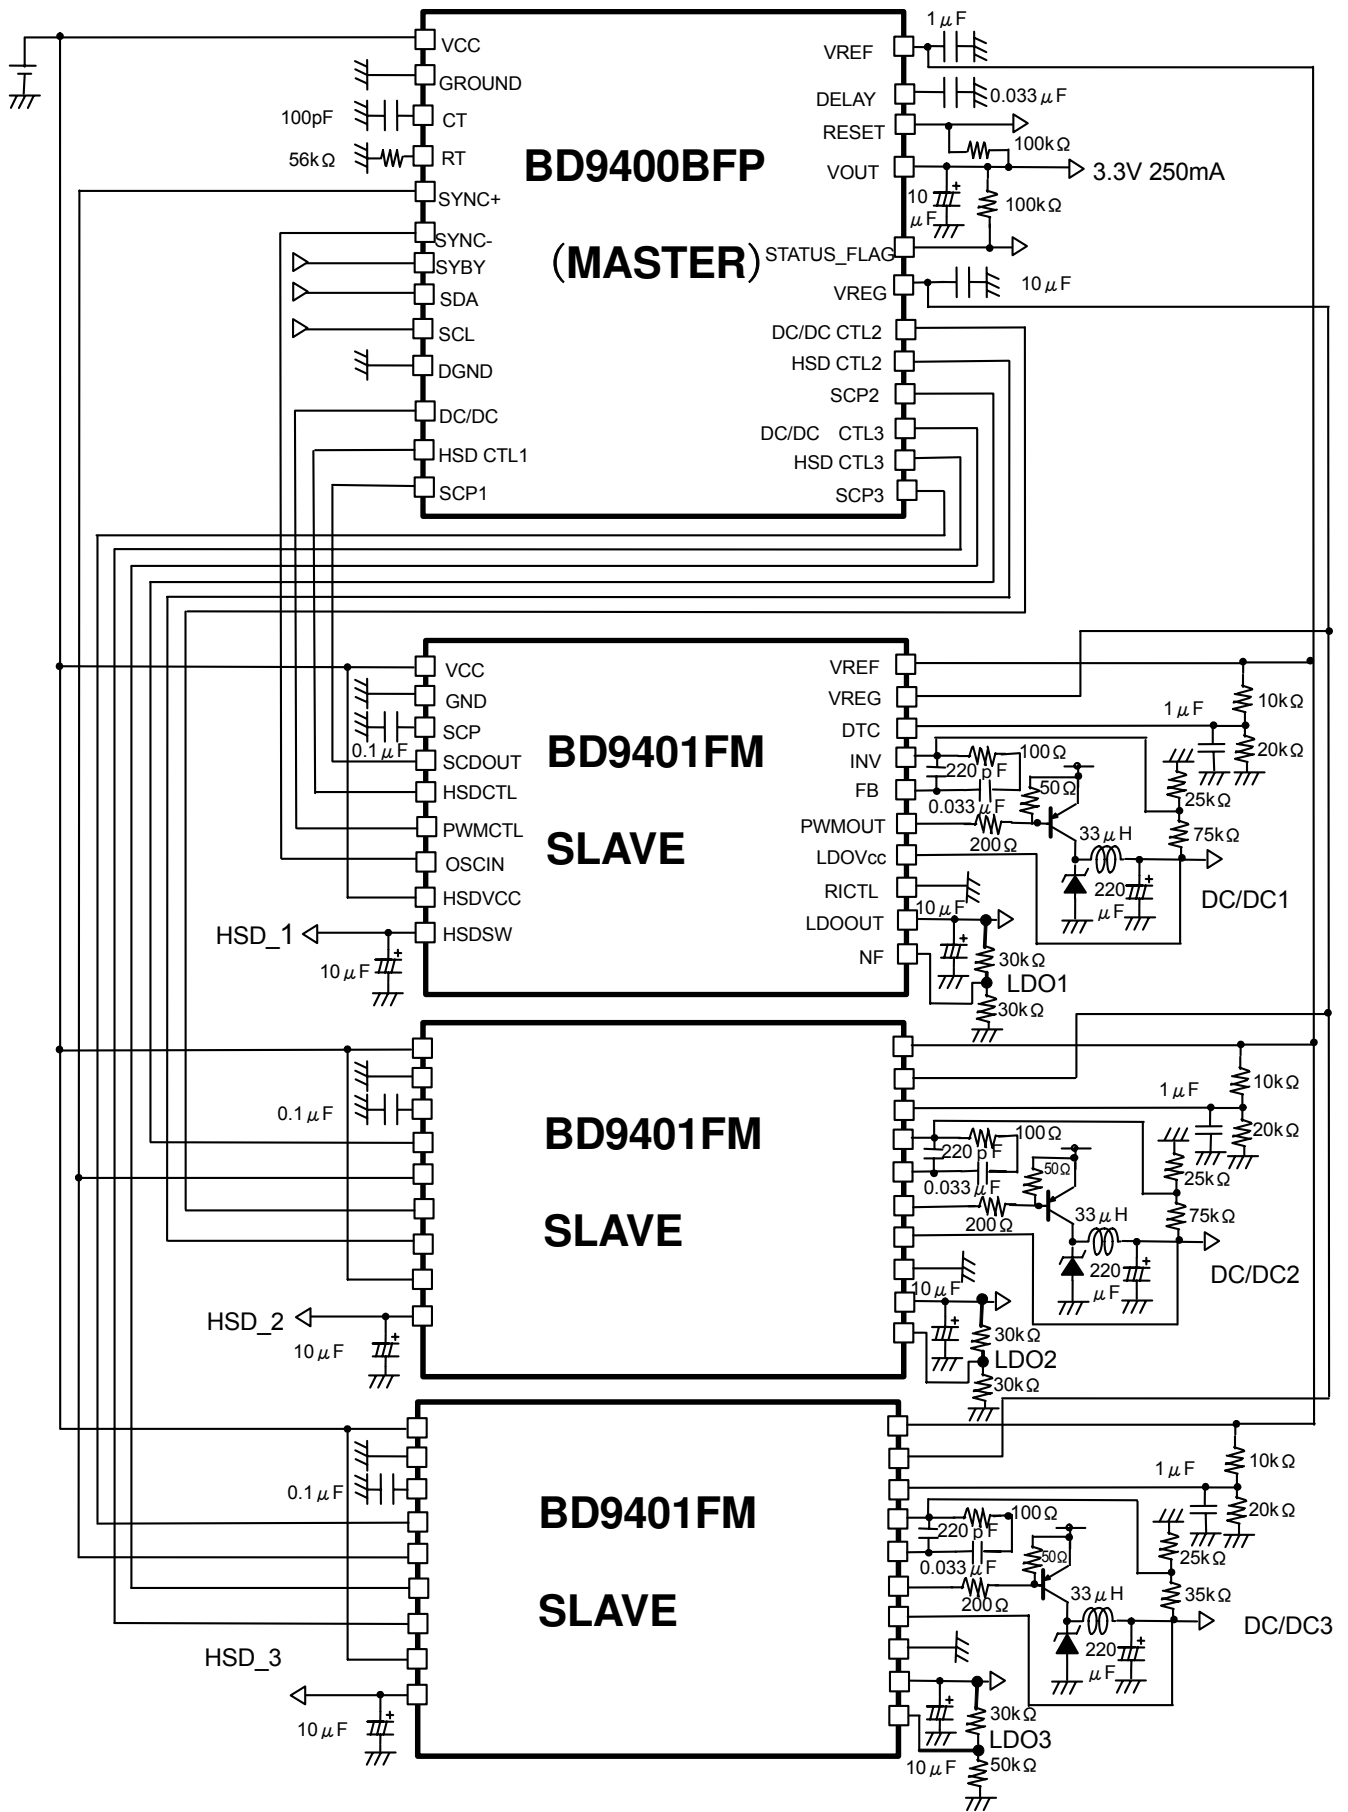 1μF
VCC
VREF
GROUND
DELAY
0.033μF
100pF
CT
RESET
100kΩ
56kΩ
RT
BD9400BFP
VOUT
3.3V 250mA
SYNC+
10
μF
100kΩ
SYNC-
(MASTER)
STATUS_FLAG
SYBY
SDA
VREG
10μF
SCL
DC/DC CTL2
DGND
HSD CTL2
SCP2
DC/DC
DC/DC CTL3
HSD CTL1
HSD CTL3
SCP1
SCP3
VCC
VREF
GND
VREG
10kΩ
1μF
SCP
DTC
0.1μF
BD9401FM
20kΩ
SCDOUT
INV
100Ω
220pF
HSDCTL
FB
50Ω
25kΩ
0.033μF
PWMCTL
PWMOUT
200Ω
33μH
75kΩ
SLAVE
OSCIN
LDOVcc
HSDVCC
RICTL
220
μF
DC/DC1
10μF
HSD_1
HSDSW
LDOOUT
10μF
NF
30kΩ
LDO1
30kΩ
10kΩ
1μF
0.1μF
BD9401FM
20kΩ
100Ω
220pF
50Ω
25kΩ
0.033μF
SLAVE
200Ω
33μH
75kΩ
220
μF
DC/DC2
10μF
HSD_2
10μF
30kΩ
LDO2
30kΩ
10kΩ
1μF
0.1μF
BD9401FM
20kΩ
100Ω
220pF
50Ω
25kΩ
0.033μF
SLAVE
200Ω
33μH
35kΩ
DC/DC3
220
μF
HSD_3
10μF
30kΩ
LDO3
10μF
50kΩ